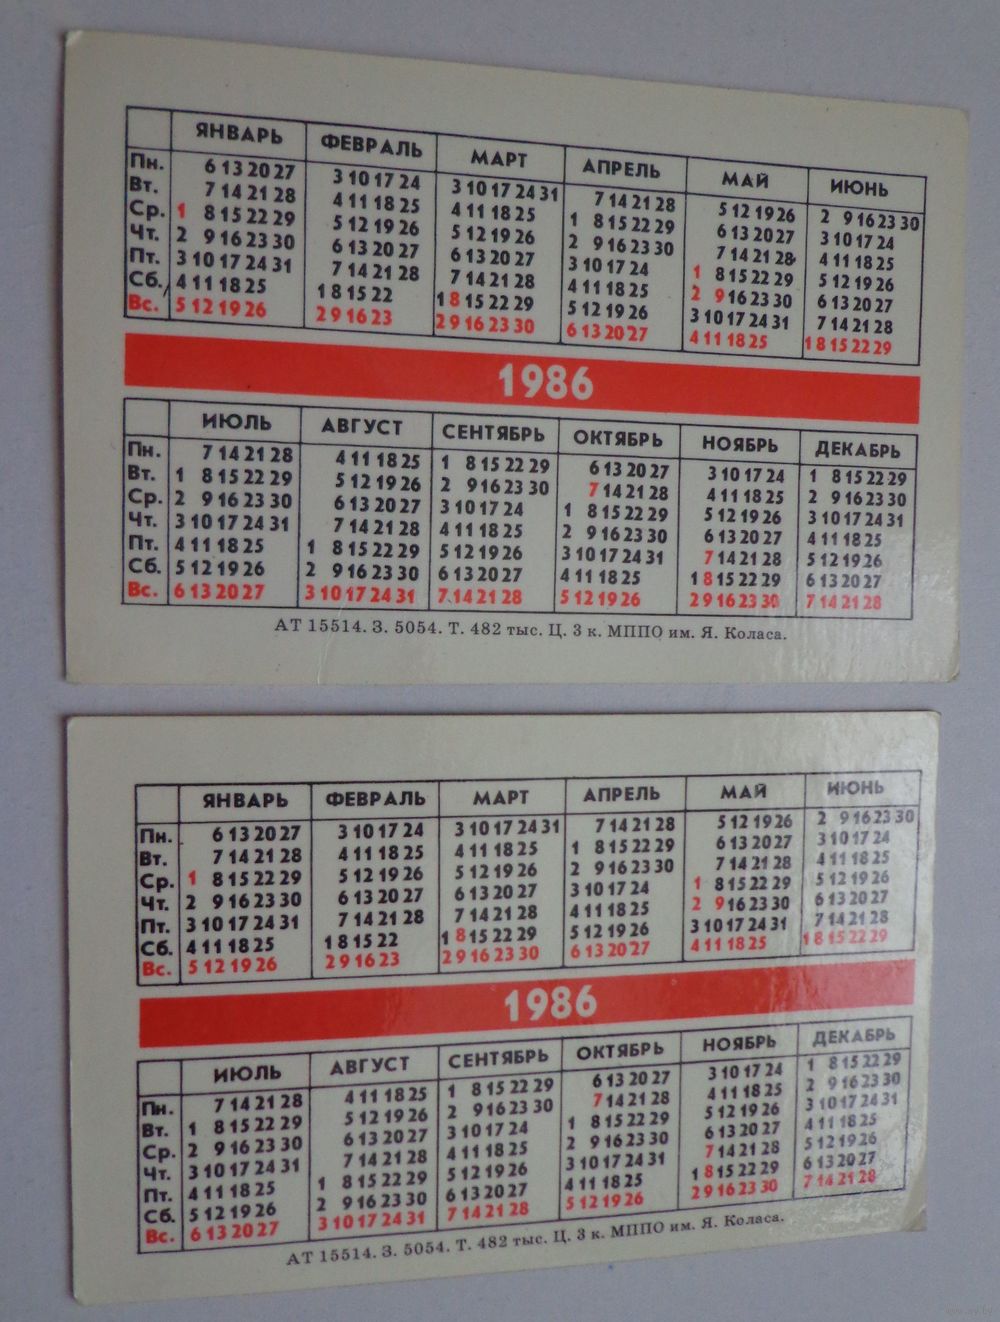 ЯНВАРЬ ФЕВРАЛЬ МАРТ АПРЕЛЬ МАЙ ИЮНЬ
Пн. 6 13 20 27 3 10 17 24 3 10 17 24 31 7 14 21 28 5 12 19 26 2 9 16 23 30
Вт. 7 14 21 28 4 11 18 25 4 11 18 25 1 8 15 22 29 6 13 20 27 3 10 17 24
Ср. 1 8 15 22 29 5 12 19 26 5 12 19 26 2 9 16 23 30 7 14 21 28 4 11 18 25
Чт. 2 9 16 23 30 6 13 20 27 6 13 20 27 3 10 17 24 1 8 15 22 29 5 12 19 26
Пт. 3 10 17 24 31 7 14 21 28 7 14 21 28 4 11 18 25 2 9 16 23 30 6 13 20 27
Сб. 4 11 18 25 1 8 15 22 1 8 15 22 29 5 12 19 26 3 10 17 24 31 7 14 21 28
Вс. 5 12 19 26 2 9 16 23 2 9 16 23 30 6 13 20 27 4 11 18 25 1 8 15 22 29
1986
ИЮЛЬ АВГУСТ СЕНТЯБРЬ ОКТЯБРЬ НОЯБРЬ ДЕКАБРЬ
Пн. 7 14 21 28 4 11 18 25 1 8 15 22 29 6 13 20 27 3 10 17 24 1 8 15 22 29
Вт. 1 8 15 22 29 5 12 19 26 2 9 16 23 30 7 14 21 28 4 11 18 25 2 9 16 23 30
Ср. 2 9 16 23 30 6 13 20 27 3 10 17 24 1 8 15 22 29 5 12 19 26 3 10 17 24 31
Чт. 3 10 17 24 31 7 14 21 28 4 11 18 25 2 9 16 23 30 6 13 20 27 4 11 18 25
Пт. 4 11 18 25 1 8 15 22 29 5 12 19 26 3 10 17 24 31 7 14 21 28 5 12 19 26
Сб. 5 12 19 26 2 9 16 23 30 6 13 20 27 4 11 18 25 1 8 15 22 29 6 13 20 27
Вс. 6 13 20 27 3 10 17 24 31 7 14 21 28 5 12 19 26 2 9 16 23 30 7 14 21 28
АТ 15514. З. 5054. Т. 482 тыс. Ц. 3 к. МППО им. Я. Коласа.
ЯНВАРЬ ФЕВРАЛЬ МАРТ АПРЕЛЬ МАЙ ИЮНЬ
Пн. 6 13 20 27 3 10 17 24 3 10 17 24 31 7 14 21 28 5 12 19 26 2 9 16 23 30
Вт. 7 14 21 28 4 11 18 25 4 11 18 25 1 8 15 22 29 6 13 20 27 3 10 17 24
Ср. 1 8 15 22 29 5 12 19 26 5 12 19 26 2 9 16 23 30 7 14 21 28 4 11 18 25
Чт. 2 9 16 23 30 6 13 20 27 6 13 20 27 3 10 17 24 1 8 15 22 29 5 12 19 26
Пт. 3 10 17 24 31 7 14 21 28 7 14 21 28 4 11 18 25 2 9 16 23 30 6 13 20 27
Сб. 4 11 18 25 1 8 15 22 1 8 15 22 29 5 12 19 26 3 10 17 24 31 7 14 21 28
Вс. 5 12 19 26 2 9 16 23 2 9 16 23 30 6 13 20 27 4 11 18 25 1 8 15 22 29
1986
ИЮЛЬ АВГУСТ СЕНТЯБРЬ ОКТЯБРЬ НОЯБРЬ ДЕКАБРЬ
Пн. 7 14 21 28 4 11 18 25 1 8 15 22 29 6 13 20 27 3 10 17 24 1 8 15 22 29
Вт. 1 8 15 22 29 5 12 19 26 2 9 16 23 30 7 14 21 28 4 11 18 25 2 9 16 23 30
Ср. 2 9 16 23 30 6 13 20 27 3 10 17 24 1 8 15 22 29 5 12 19 26 3 10 17 24 31
Чт. 3 10 17 24 31 7 14 21 28 4 11 18 25 2 9 16 23 30 6 13 20 27 4 11 18 25
Пт. 4 11 18 25 1 8 15 22 29 5 12 19 26 3 10 17 24 31 7 14 21 28 5 12 19 26
Сб. 5 12 19 26 2 9 16 23 30 6 13 20 27 4 11 18 25 1 8 15 22 29 6 13 20 27
Вс. 6 13 20 27 3 10 17 24 31 7 14 21 28 5 12 19 26 2 9 16 23 30 7 14 21 28
АТ 15514. З. 5054. Т. 482 тыс. Ц. 3 к. МППО им. Я. Коласа.